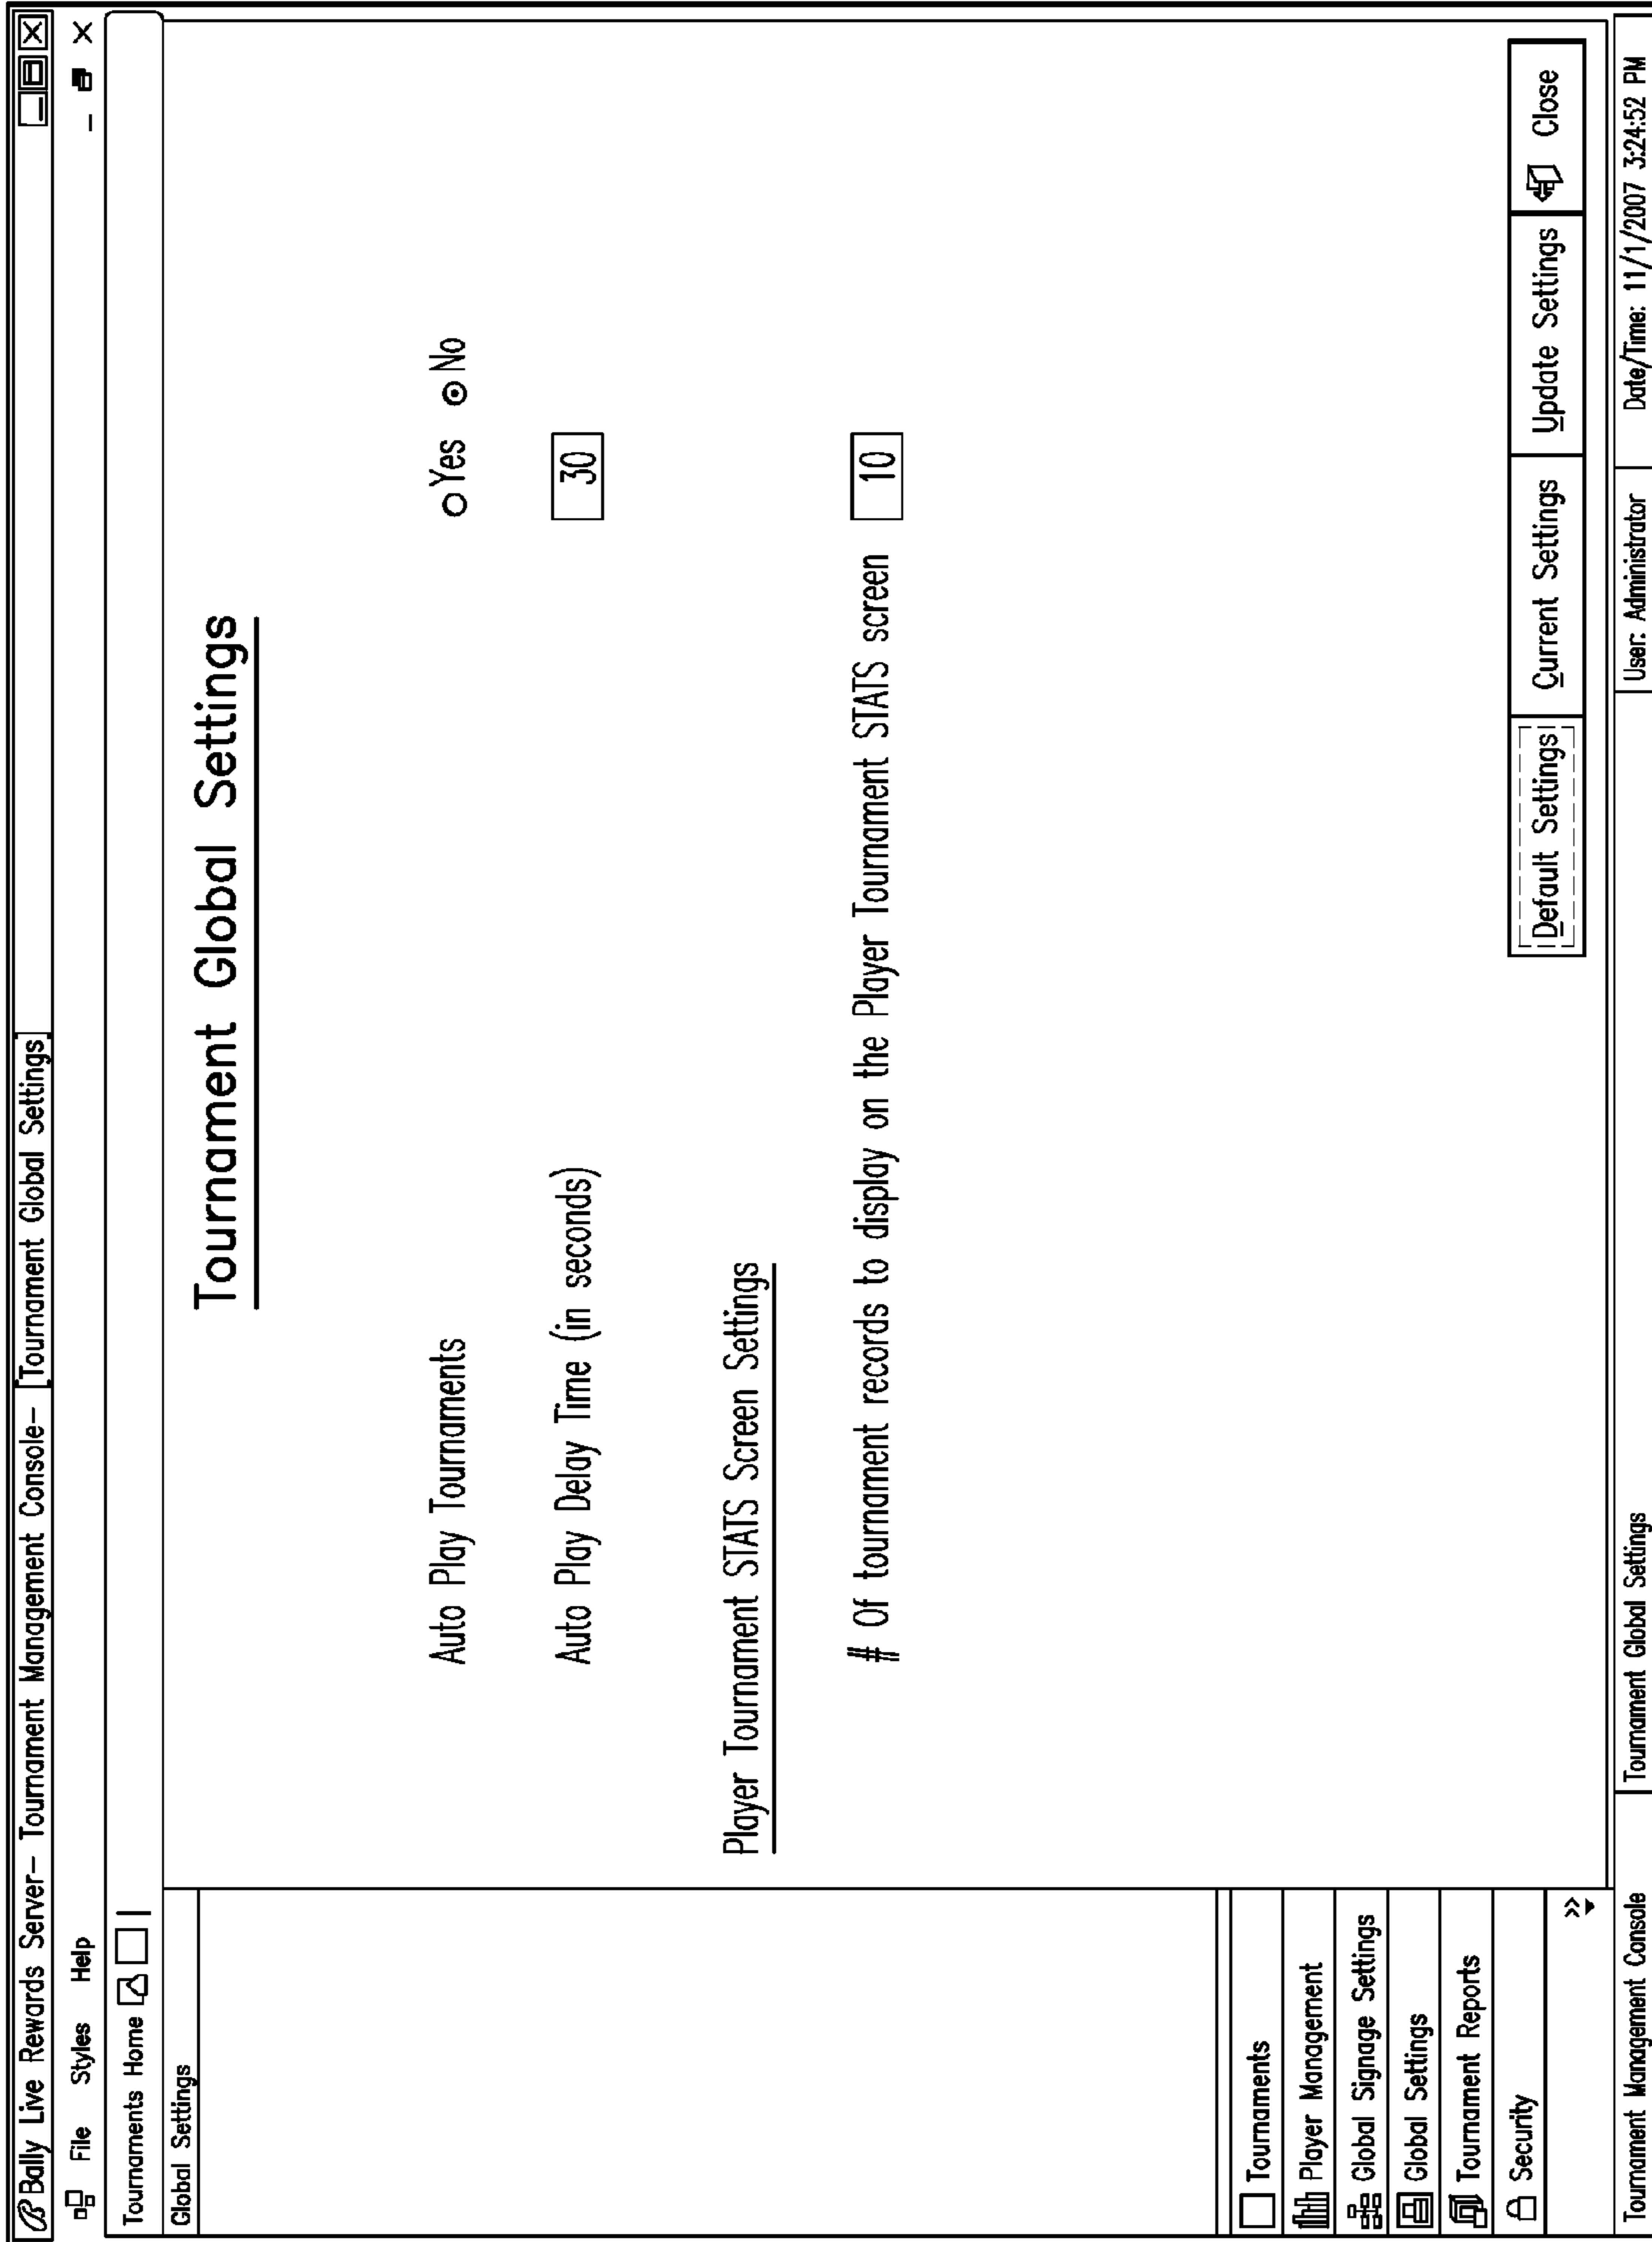 Bally Live Rewards Server– Tournament Management Console– [Tournament Global Settings]
File Styles Help
Tournaments Home
Global Settings
Tournament Global Settings
Auto Play Tournaments Yes No
Auto Play Delay Time (in seconds) 30
Player Tournament STATS Screen Settings
# Of tournament records to display on the Player Tournament STATS screen 10
Tournaments
Player Management
Global Signage Settings
Global Settings
Tournament Reports
Security
Default Settings Current Settings Update Settings Close
Tournament Management Console Tournament Global Settings User: Administrator Date/Time: 11/1/2007 3:24:52 PM